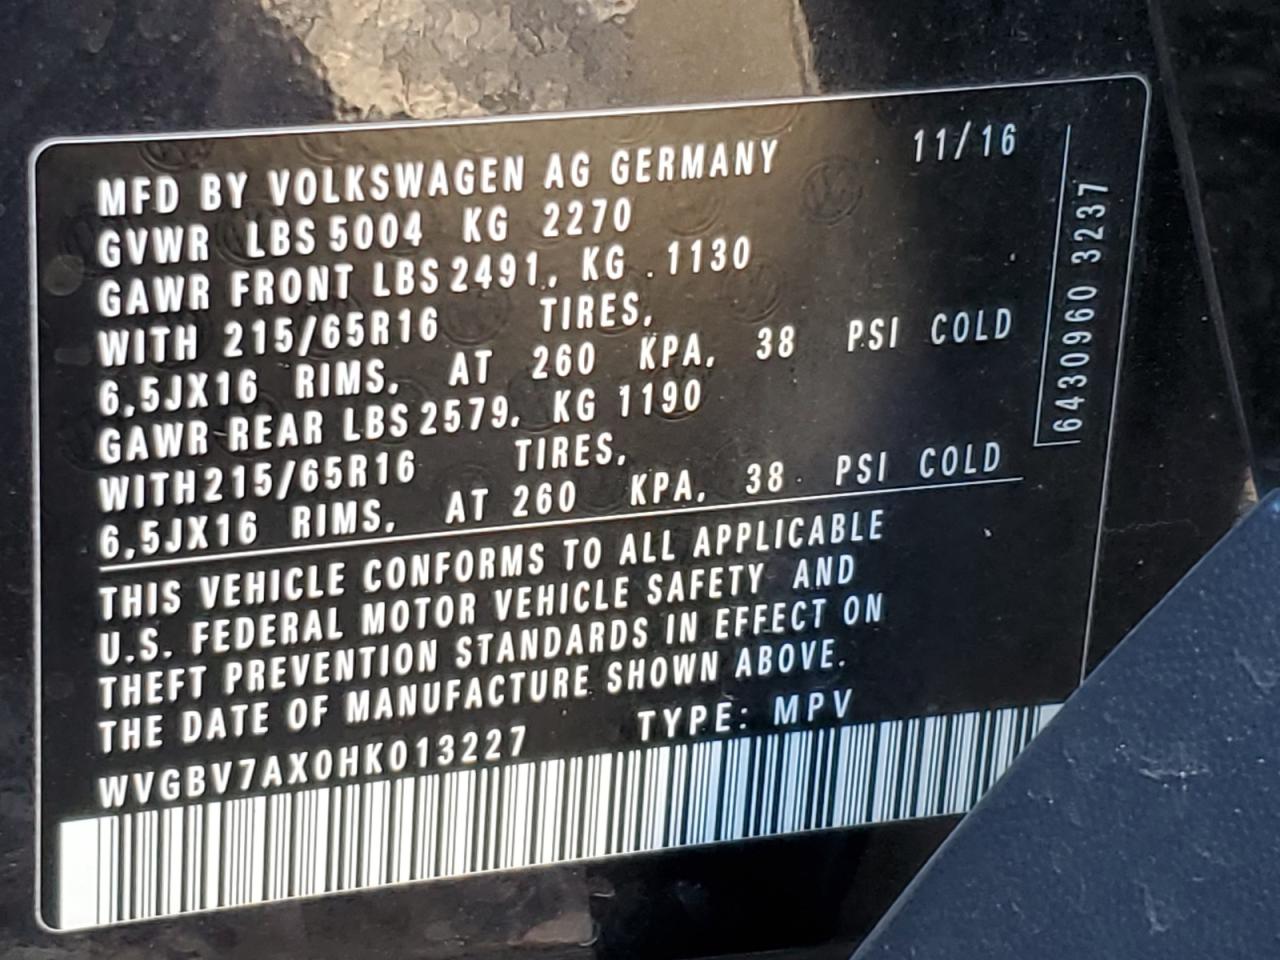 MFD BY VOLKSWAGEN AG GERMANY 11/16
GVWR LBS 5004 KG 2270
GAWR FRONT LBS 2491, KG 1130
WITH 215/65R16 TIRES,
6,5JX16 RIMS, AT 260 KPA, 38 PSI COLD
GAWR REAR LBS 2579, KG 1190
WITH 215/65R16 TIRES,
6,5JX16 RIMS, AT 260 KPA, 38 PSI COLD
THIS VEHICLE CONFORMS TO ALL APPLICABLE
U.S. FEDERAL MOTOR VEHICLE SAFETY AND
THEFT PREVENTION STANDARDS IN EFFECT ON
THE DATE OF MANUFACTURE SHOWN ABOVE.
WVGBV7AX0HK013227 TYPE: MPV
6430960 3237